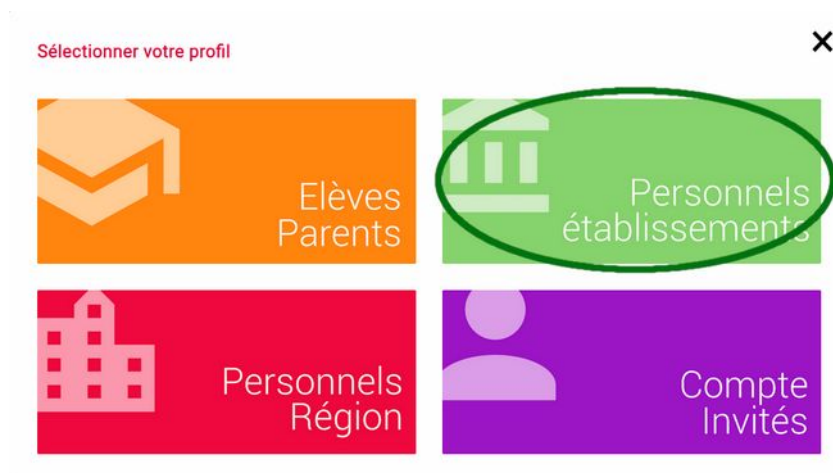 Sélectionner votre profil
Elèves
Parents
Personnels
établissements
Personnels
Région
Compte
Invités